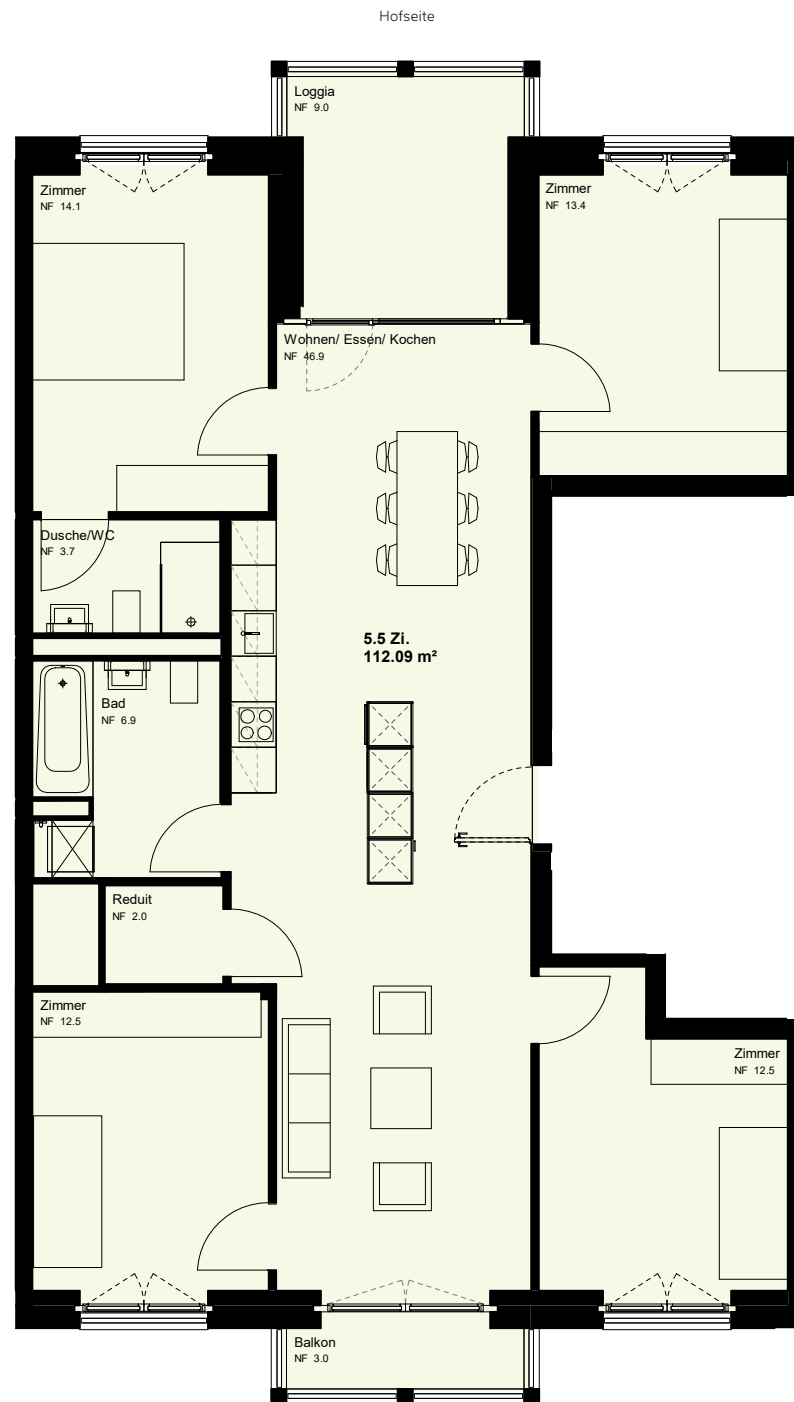 Hofseite
Loggia
NF 9.0
Zimmer
NF 14.1
Zimmer
NF 13.4
Wohnen/ Essen/ Kochen
NF 46.9
Dusche/WC
NF 3.7
5.5 Zi.
112.09 m²
Bad
NF 6.9
Reduit
NF 2.0
Zimmer
NF 12.5
Zimmer
NF 12.5
Balkon
NF 3.0